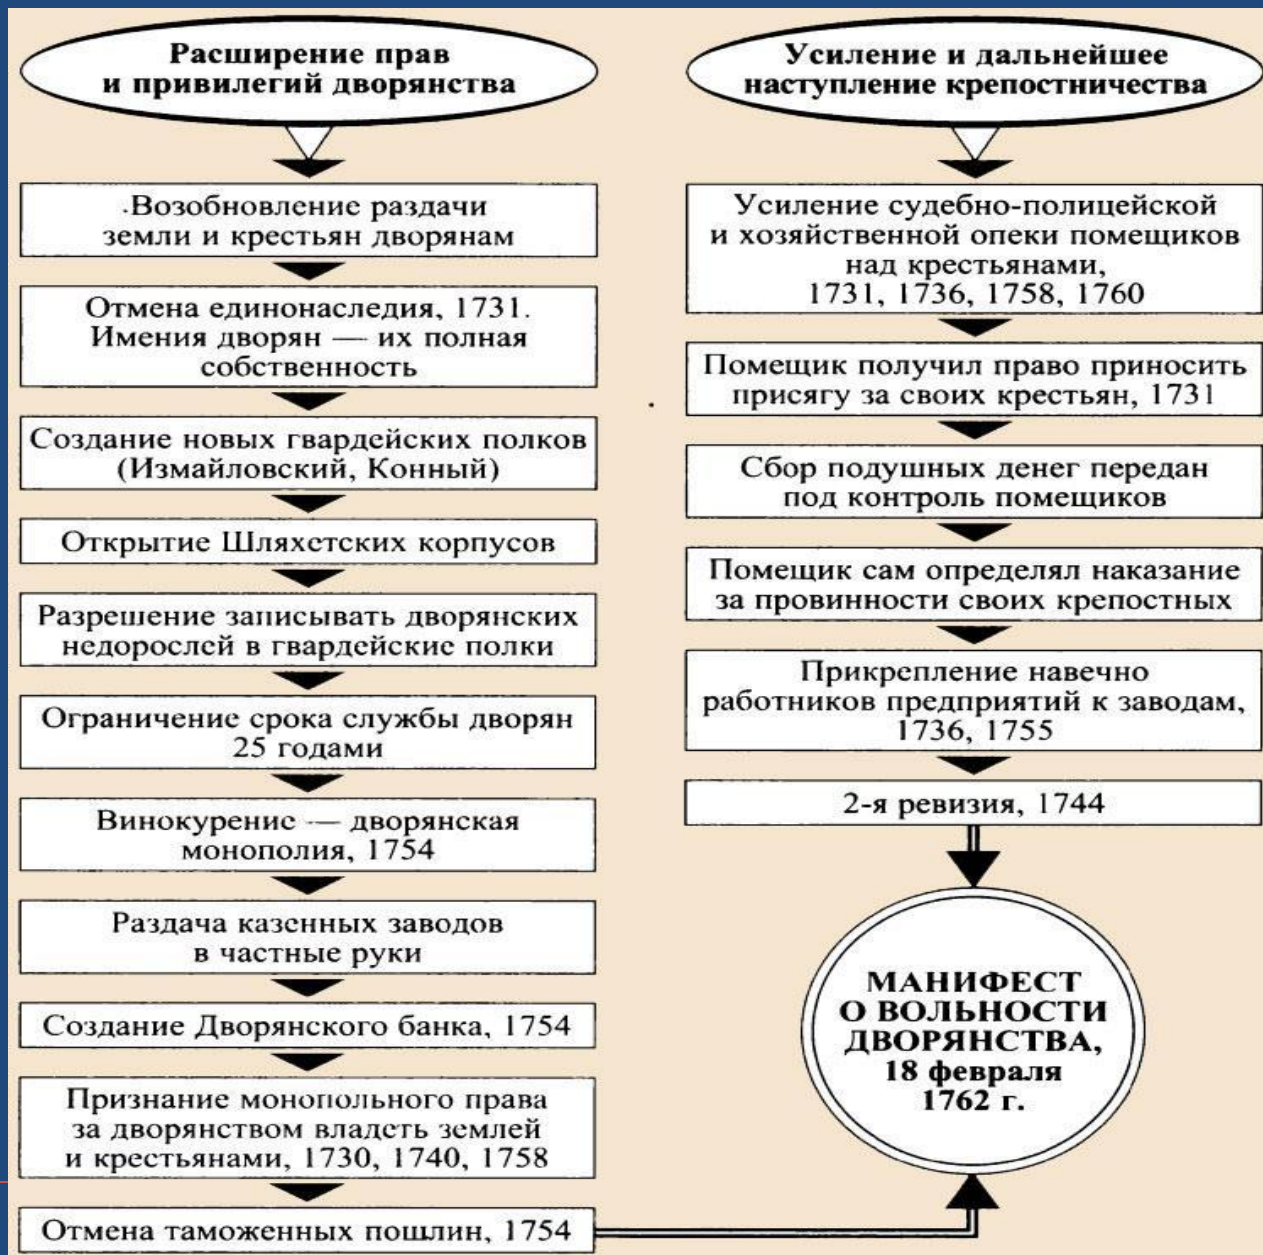 Расширение прав
и привилегий дворянства
Возобновление раздачи
земли и крестьян дворянам
Отмена единонаследия, 1731.
Имения дворян — их полная
собственность
Создание новых гвардейских полков
(Измайловский, Конный)
Открытие Шляхетских корпусов
Разрешение записывать дворянских
недорослей в гвардейские полки
Ограничение срока службы дворян
25 годами
Винокурение — дворянская
монополия, 1754
Раздача казенных заводов
в частные руки
Создание Дворянского банка, 1754
Признание монопольного права
за дворянством владеть землей
и крестьянами, 1730, 1740, 1758
Отмена таможенных пошлин, 1754
Усиление и дальнейшее
наступление крепостничества
Усиление судебно-полицейской
и хозяйственной опеки помещиков
над крестьянами,
1731, 1736, 1758, 1760
Помещик получил право приносить
присягу за своих крестьян, 1731
Сбор подушных денег передан
под контроль помещиков
Помещик сам определял наказание
за провинности своих крепостных
Прикрепление навечно
работников предприятий к заводам,
1736, 1755
2-я ревизия, 1744
МАНИФЕСТ
О ВОЛЬНОСТИ
ДВОРЯНСТВА,
18 февраля
1762 г.